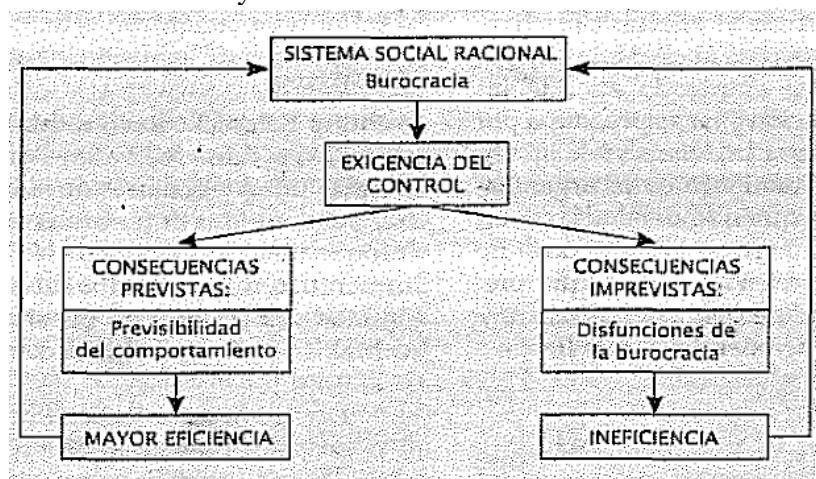 SISTEMA SOCIAL RACIONAL
Burocracia
EXIGENCIA DEL
CONTROL
CONSECUENCIAS
PREVISTAS:
Previsibilidad
del comportamiento
MAYOR EFICIENCIA
CONSECUENCIAS
IMPREVISTAS:
Disfunciones de
la burocracia
INEFICIENCIA